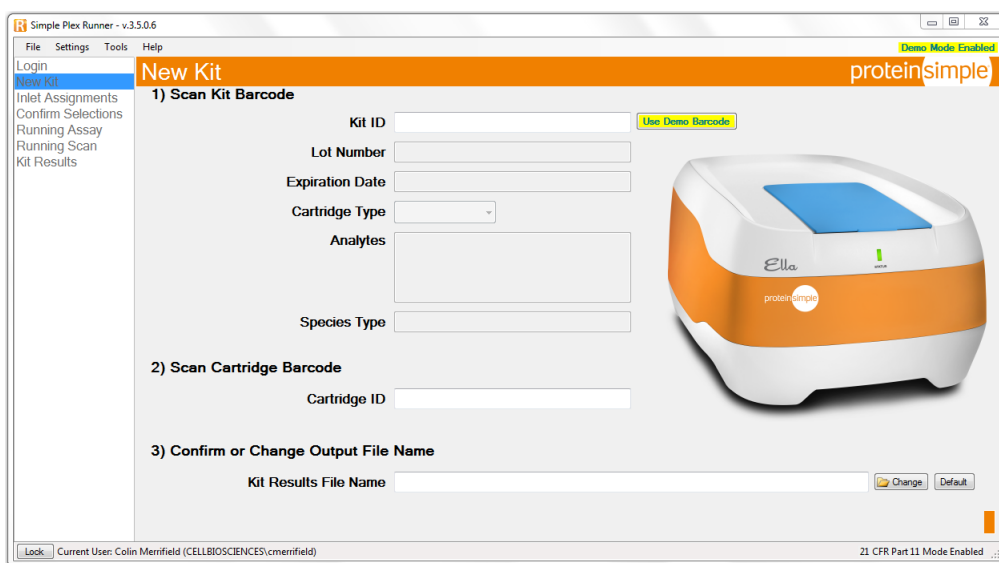 Simple Plex Runner - v.3.5.0.6
File Settings Tools Help
Demo Mode Enabled
Login
New Kit
Inlet Assignments
Confirm Selections
Running Assay
Running Scan
Kit Results
New Kit
proteinsimple
1) Scan Kit Barcode
Kit ID
Use Demo Barcode
Lot Number
Expiration Date
Cartridge Type
Analytes
Species Type
Ella
proteinsimple
2) Scan Cartridge Barcode
Cartridge ID
3) Confirm or Change Output File Name
Kit Results File Name
Change
Default
Lock Current User: Colin Merrifield (CELLBIOSCIENCES\cmerrifield)
21 CFR Part 11 Mode Enabled